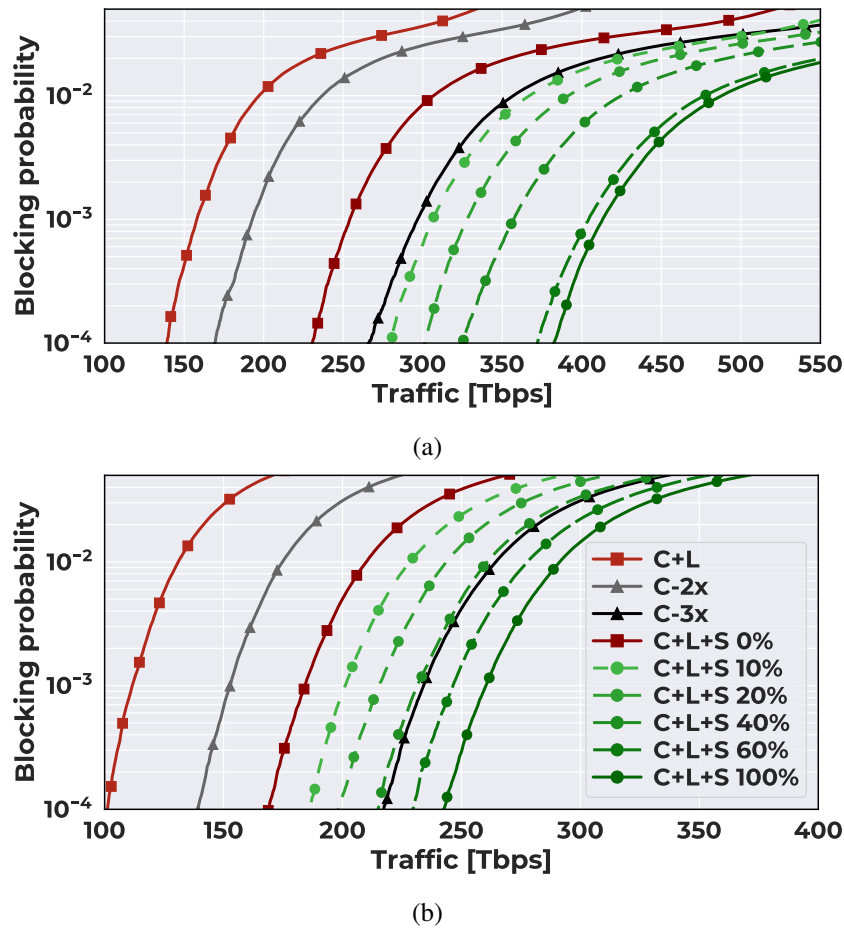 Blocking probability
10⁻²
10⁻³
10⁻⁴
100 150 200 250 300 350 400 450 500 550
Traffic [Tbps]
(a)
Blocking probability
10⁻²
10⁻³
10⁻⁴
C+L
C-2x
C-3x
C+L+S 0%
C+L+S 10%
C+L+S 20%
C+L+S 40%
C+L+S 60%
C+L+S 100%
100 150 200 250 300 350 400
Traffic [Tbps]
(b)